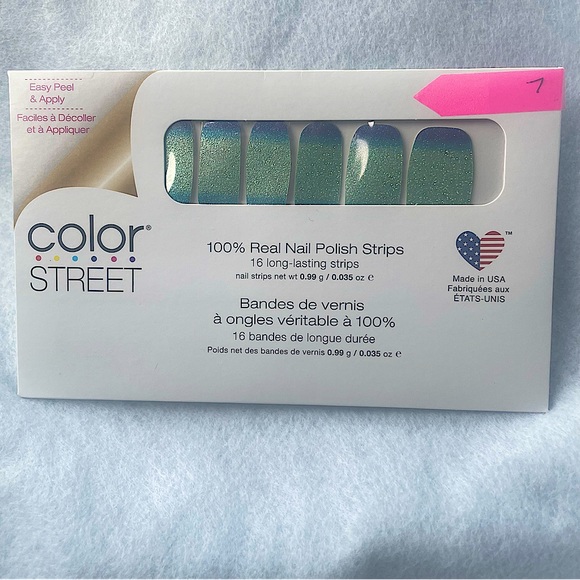 Easy Peel
& Apply
Faciles à Décoller
et à Appliquer
7
color®
STREET
100% Real Nail Polish Strips
16 long-lasting strips
nail strips net wt 0.99 g / 0.035 oz ℮
Bandes de vernis
à ongles véritable à 100%
16 bandes de longue durée
Poids net des bandes de vernis 0.99 g / 0.035 oz ℮
™
Made in USA
Fabriquées aux
ÉTATS-UNIS